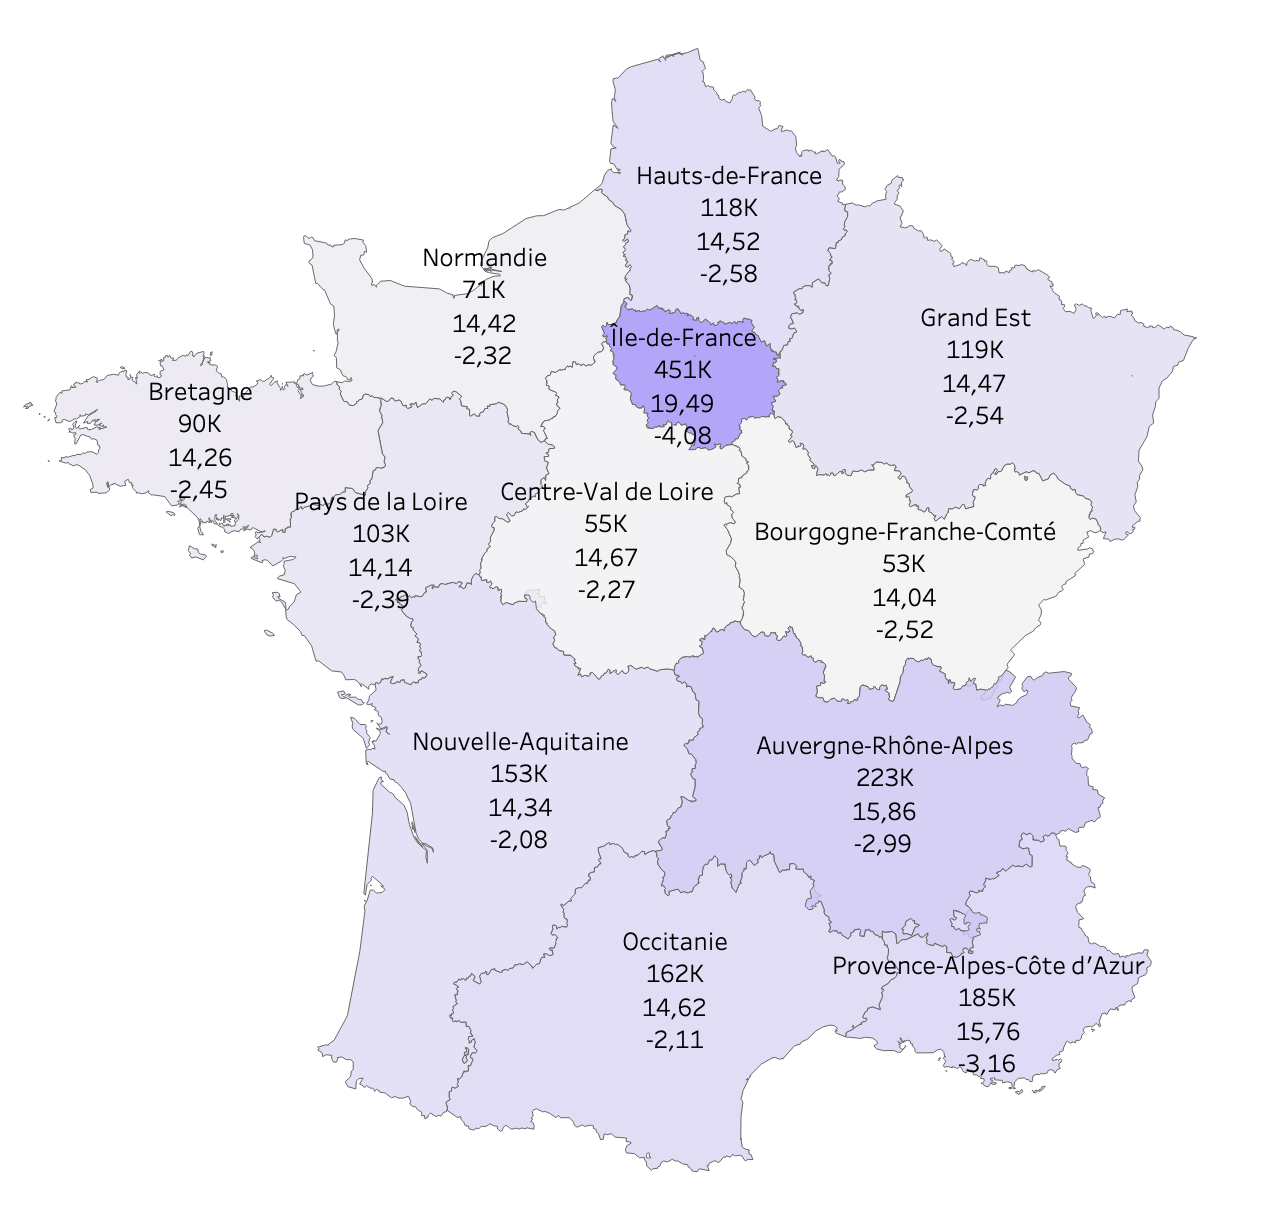 Hauts-de-France
118K
14,52
-2,58
Normandie
71K
14,42
-2,32
Île-de-France
451K
19,49
-4,08
Grand Est
119K
14,47
-2,54
Bretagne
90K
14,26
-2,45
Pays de la Loire
103K
14,14
-2,39
Centre-Val de Loire
55K
14,67
-2,27
Bourgogne-Franche-Comté
53K
14,04
-2,52
Nouvelle-Aquitaine
153K
14,34
-2,08
Auvergne-Rhône-Alpes
223K
15,86
-2,99
Occitanie
162K
14,62
-2,11
Provence-Alpes-Côte d’Azur
185K
15,76
-3,16